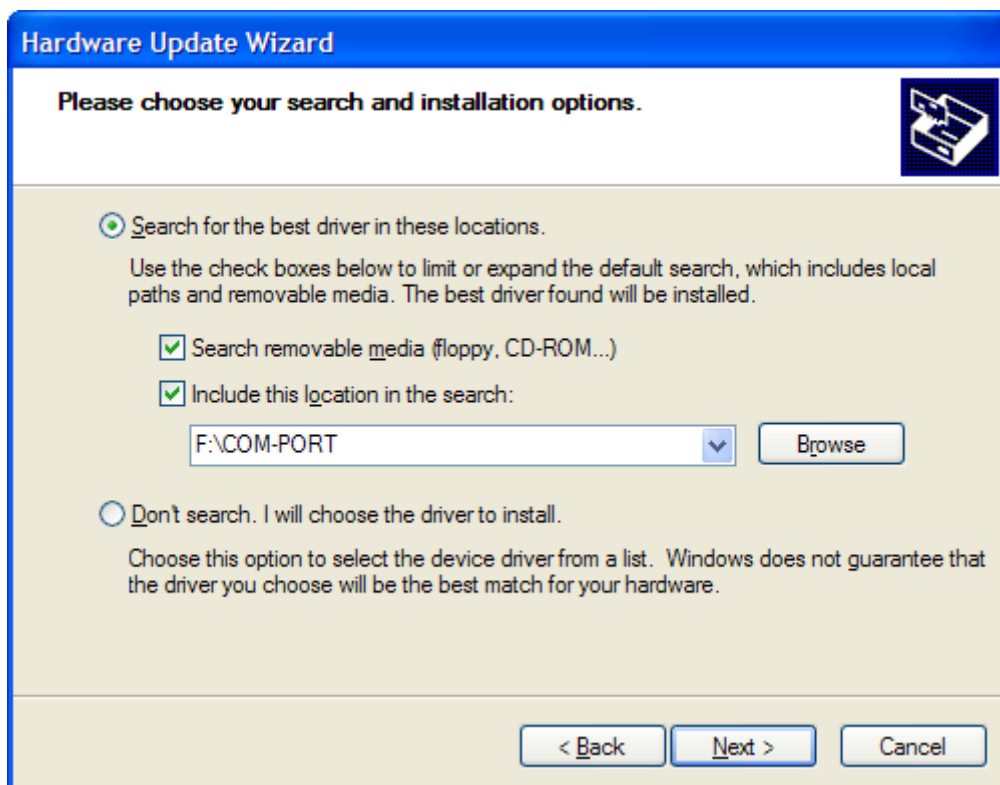 Hardware Update Wizard
Please choose your search and installation options.
Search for the best driver in these locations.
Use the check boxes below to limit or expand the default search, which includes local
paths and removable media. The best driver found will be installed.
Search removable media (floppy, CD-ROM...)
Include this location in the search:
F:\COM-PORT
Browse
Don't search. I will choose the driver to install.
Choose this option to select the device driver from a list.  Windows does not guarantee that
the driver you choose will be the best match for your hardware.
< Back
Next >
Cancel